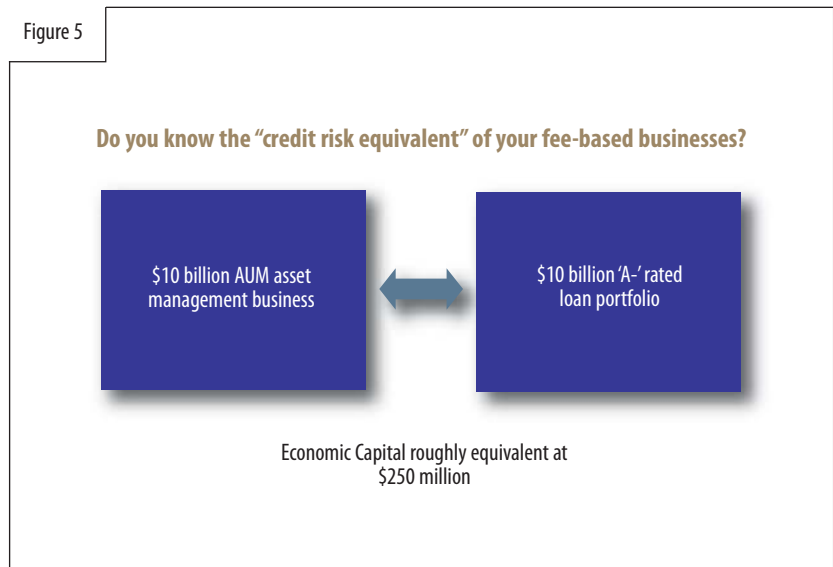 Figure 5
Do you know the “credit risk equivalent” of your fee-based businesses?
$10 billion AUM asset
management business
$10 billion ‘A-’ rated
loan portfolio
Economic Capital roughly equivalent at
$250 million